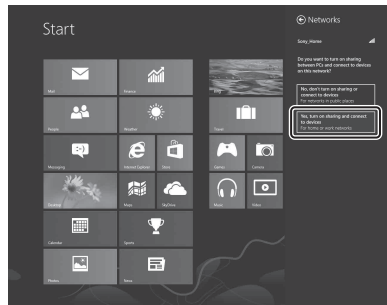 Start
Networks
Sony_Home
Do you want to turn on sharing
between PCs and connect to devices
on this network?
No, don't turn on sharing or
connect to devices
For networks in public places
Yes, turn on sharing and connect
to devices
For home or work networks
Mail
Finance
People
Weather
Travel
Messaging
Internet Explorer
Store
Games
Camera
Desktop
Maps
SkyDrive
Music
Video
Calendar
Sports
Photos
News